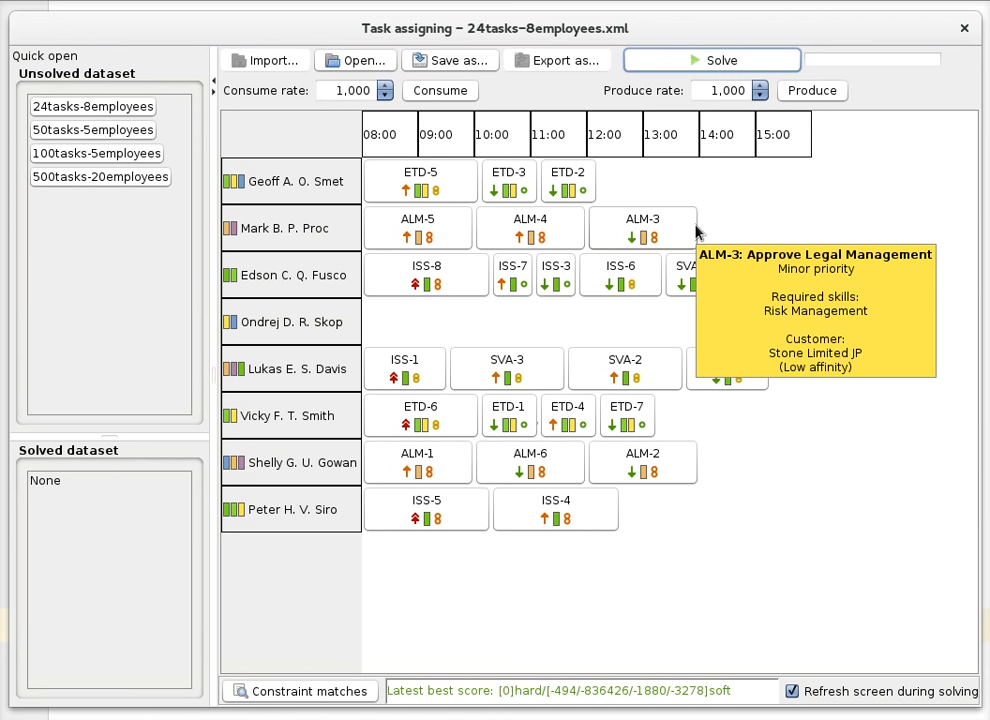 Task assigning – 24tasks-8employees.xml
Quick open
Unsolved dataset
24tasks-8employees
50tasks-5employees
100tasks-5employees
500tasks-20employees
Solved dataset
None
Import... Open... Save as... Export as... Solve
Consume rate: 1,000 Consume Produce rate: 1,000 Produce
08:00 09:00 10:00 11:00 12:00 13:00 14:00 15:00
Geoff A. O. Smet ETD-5 ETD-3 ETD-2
Mark B. P. Proc ALM-5 ALM-4 ALM-3
Edson C. Q. Fusco ISS-8 ISS-7 ISS-3 ISS-6 SVA
ALM-3: Approve Legal Management
Minor priority
Required skills:
Risk Management
Customer:
Stone Limited JP
(Low affinity)
Ondrej D. R. Skop
Lukas E. S. Davis ISS-1 SVA-3 SVA-2
Vicky F. T. Smith ETD-6 ETD-1 ETD-4 ETD-7
Shelly G. U. Gowan ALM-1 ALM-6 ALM-2
Peter H. V. Siro ISS-5 ISS-4
Constraint matches Latest best score: [0]hard/[-494/-836426/-1880/-3278]soft Refresh screen during solving